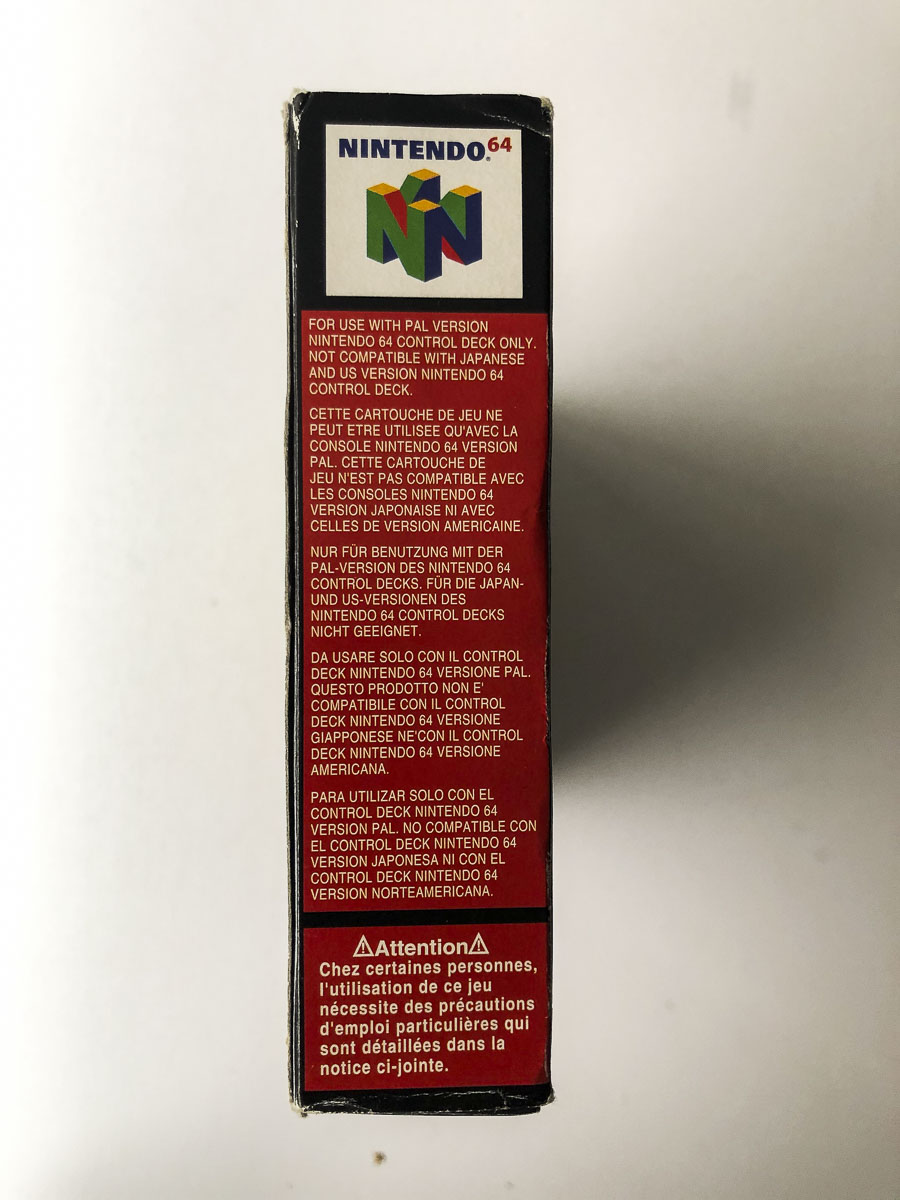 NINTENDO®64
FOR USE WITH PAL VERSION
NINTENDO 64 CONTROL DECK ONLY.
NOT COMPATIBLE WITH JAPANESE
AND US VERSION NINTENDO 64
CONTROL DECK.
CETTE CARTOUCHE DE JEU NE
PEUT ETRE UTILISEE QU'AVEC LA
CONSOLE NINTENDO 64 VERSION
PAL. CETTE CARTOUCHE DE
JEU N'EST PAS COMPATIBLE AVEC
LES CONSOLES NINTENDO 64
VERSION JAPONAISE NI AVEC
CELLES DE VERSION AMERICAINE.
NUR FÜR BENUTZUNG MIT DER
PAL-VERSION DES NINTENDO 64
CONTROL DECKS. FÜR DIE JAPAN-
UND US-VERSIONEN DES
NINTENDO 64 CONTROL DECKS
NICHT GEEIGNET.
DA USARE SOLO CON IL CONTROL
DECK NINTENDO 64 VERSIONE PAL.
QUESTO PRODOTTO NON E'
COMPATIBILE CON IL CONTROL
DECK NINTENDO 64 VERSIONE
GIAPPONESE NE'CON IL CONTROL
DECK NINTENDO 64 VERSIONE
AMERICANA.
PARA UTILIZAR SOLO CON EL
CONTROL DECK NINTENDO 64
VERSION PAL. NO COMPATIBLE CON
EL CONTROL DECK NINTENDO 64
VERSION JAPONESA NI CON EL
CONTROL DECK NINTENDO 64
VERSION NORTEAMERICANA.
⚠Attention⚠
Chez certaines personnes,
l'utilisation de ce jeu
nécessite des précautions
d'emploi particulières qui
sont détaillées dans la
notice ci-jointe.